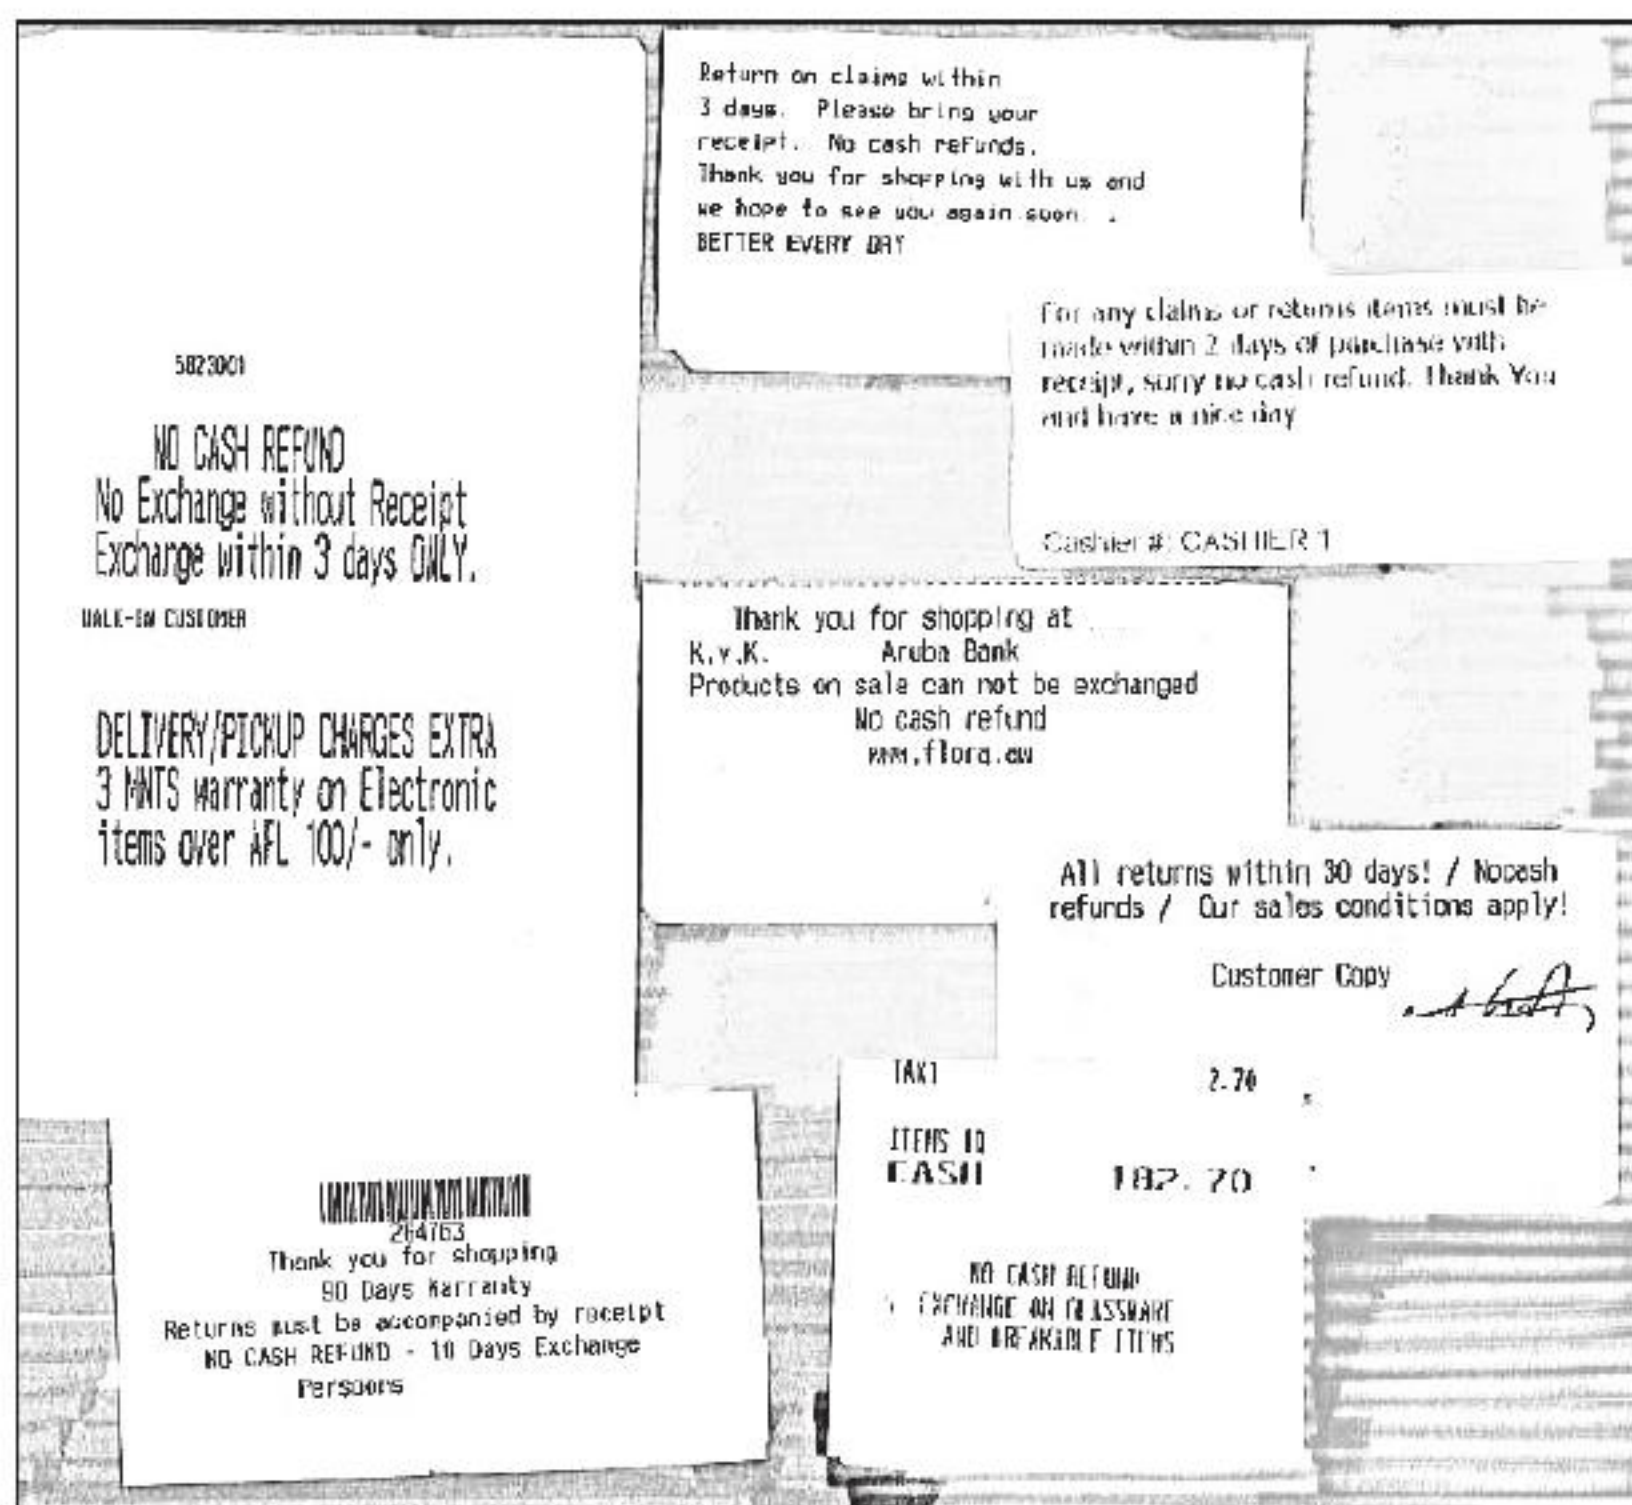 5823001
NO CASH REFUND
No Exchange without Receipt
Exchange within 3 days ONLY.
WALK-IN CUSTOMER
DELIVERY/PICKUP CHARGES EXTRA
3 MNTS warranty on Electronic
items over AFL 100/- only.
Return on claims within
3 days. Please bring your
receipt. No cash refunds.
Thank you for shopping with us and
we hope to see you again soon .
BETTER EVERY DAY
For any claims or returns items must be
made within 2 days of purchase with
receipt, sorry no cash refund. Thank You
and have a nice day
Cashier #: CASHIER 1
Thank you for shopping at
K.v.K. Aruba Bank
Products on sale can not be exchanged
No cash refund
www.flora.aw
All returns within 30 days! / Nocash
refunds / Our sales conditions apply!
Customer Copy
TAX1 2.70
ITEMS 10
CASH 182.70
NO CASH REFUND
EXCHANGE ON GLASSWARE
AND BREAKABLE ITEMS
264763
Thank you for shopping
90 Days Warranty
Returns must be accompanied by receipt
NO CASH REFUND - 10 Days Exchange
Persoons